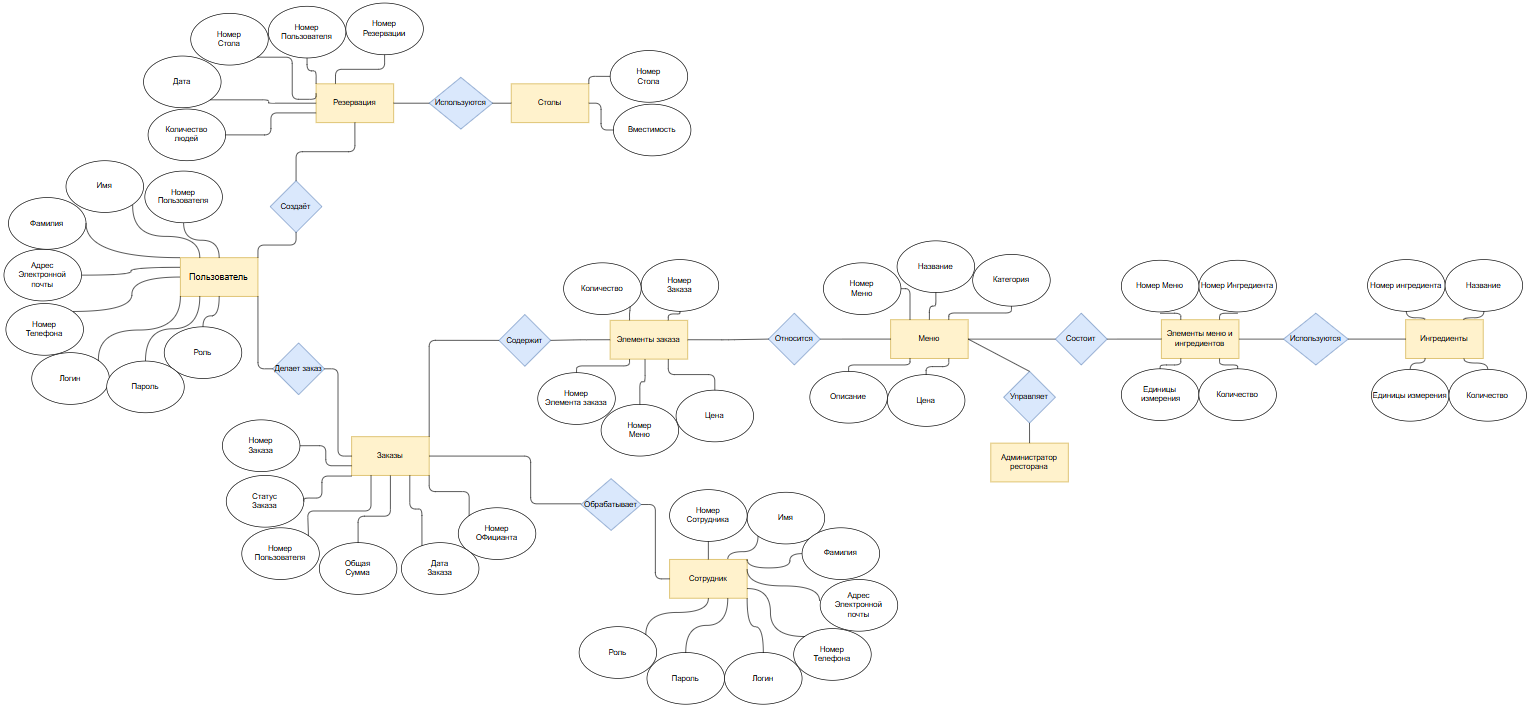 Номер
Резервации
Номер
Пользователя
Номер
Стола
Дата
Количество
людей
Резервация
Используются
Столы
Номер
Стола
Вместимость
Создаёт
Имя
Номер
Пользователя
Фамилия
Адрес
Электронной
почты
Пользователь
Номер
Телефона
Логин
Пароль
Роль
Делает заказ
Содержит
Количество
Номер
Заказа
Элементы заказа
Номер
Элемента заказа
Номер
Меню
Цена
Относится
Номер
Меню
Название
Категория
Меню
Описание
Цена
Управляет
Администратор
ресторана
Состоит
Номер Меню
Номер Ингредиента
Элементы меню и
ингредиентов
Единицы
измерения
Количество
Используются
Номер ингредиента
Название
Ингредиенты
Единицы измерения
Количество
Заказы
Номер
Заказа
Статус
Заказа
Номер
Пользователя
Общая
Сумма
Дата
Заказа
Номер
ОФицианта
Обрабатывает
Сотрудник
Номер
Сотрудника
Имя
Фамилия
Адрес
Электронной
почты
Номер
Телефона
Логин
Пароль
Роль